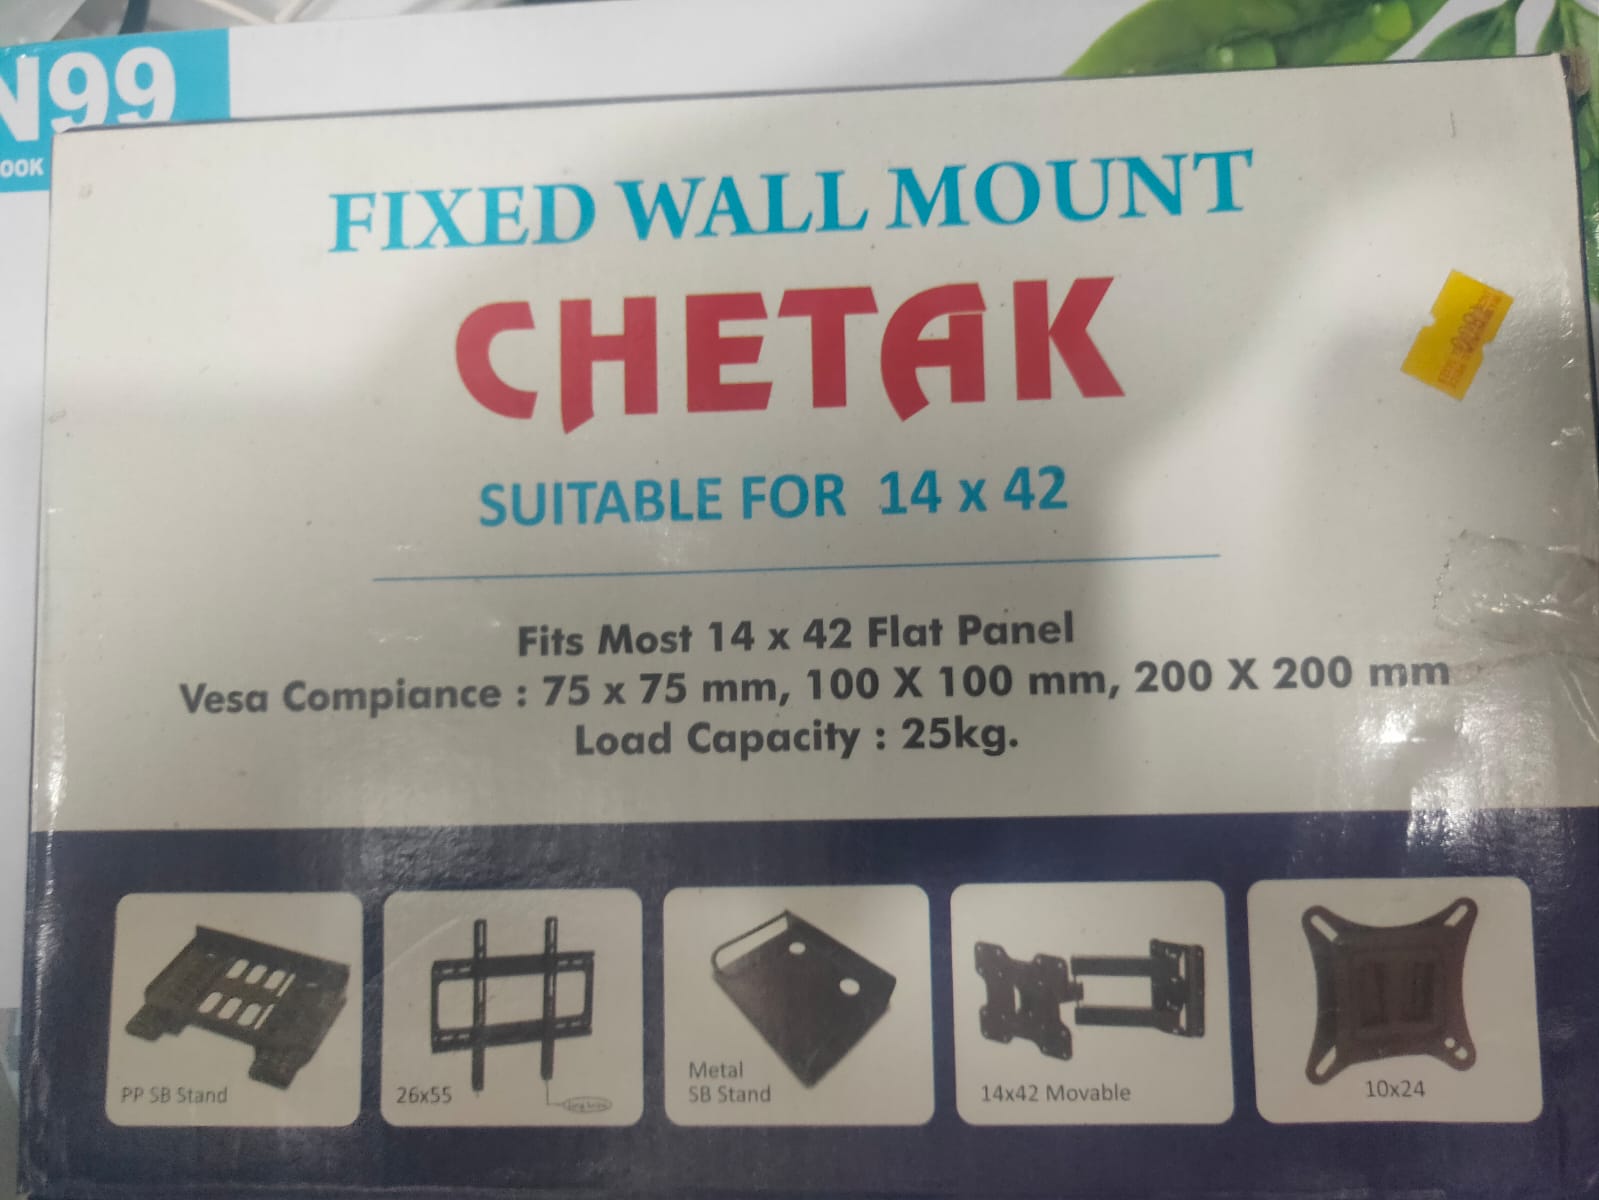 N99
OOK
FIXED WALL MOUNT
CHETAK
SUITABLE FOR 14 x 42
Fits Most 14 x 42 Flat Panel
Vesa Compiance : 75 x 75 mm, 100 X 100 mm, 200 X 200 mm
Load Capacity : 25kg.
PP SB Stand
26x55
Metal
SB Stand
14x42 Movable
10x24